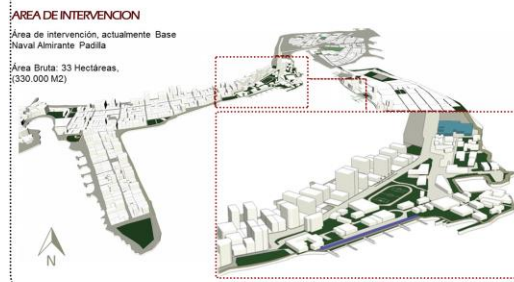 AREA DE INTERVENCION
Área de intervención, actualmente Base
Naval Almirante Padilla
Área Bruta: 33 Hectáreas,
(330.000 M2)
N